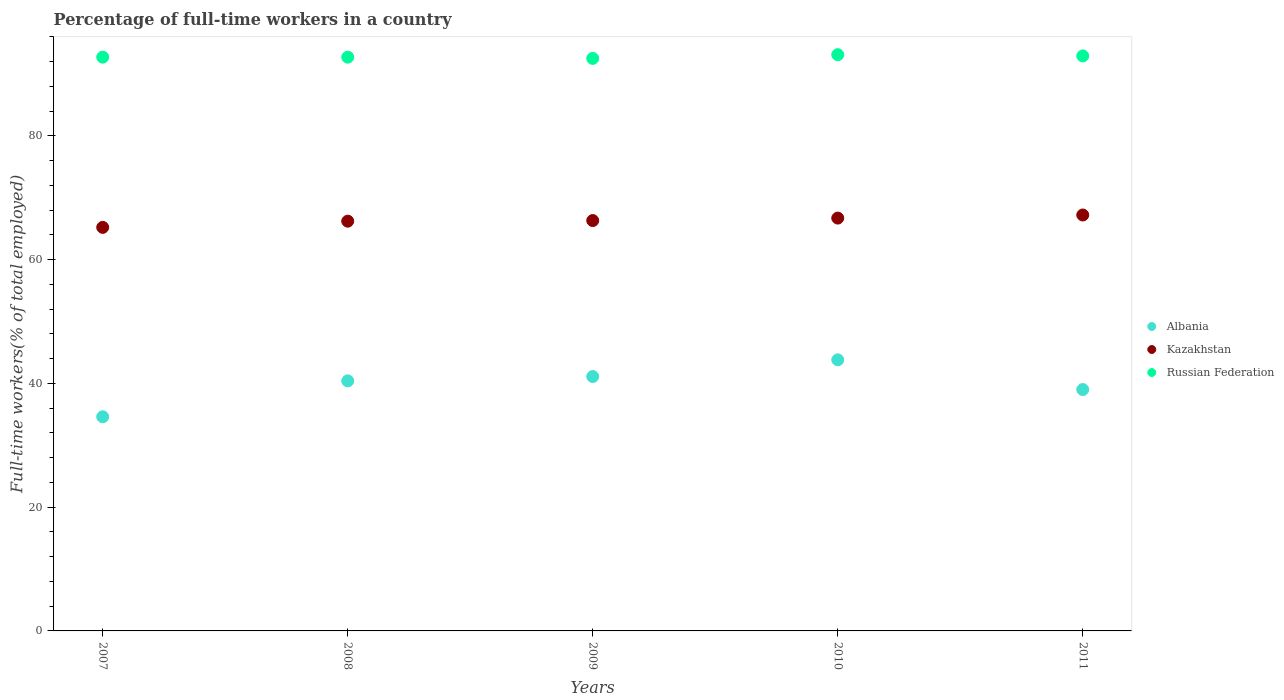 Percentage of full-time workers in a country
Full-time workers(% of total employed)
80
60
40
20
0
2007
2008
2009
2010
2011
Years
Albania
Kazakhstan
Russian Federation